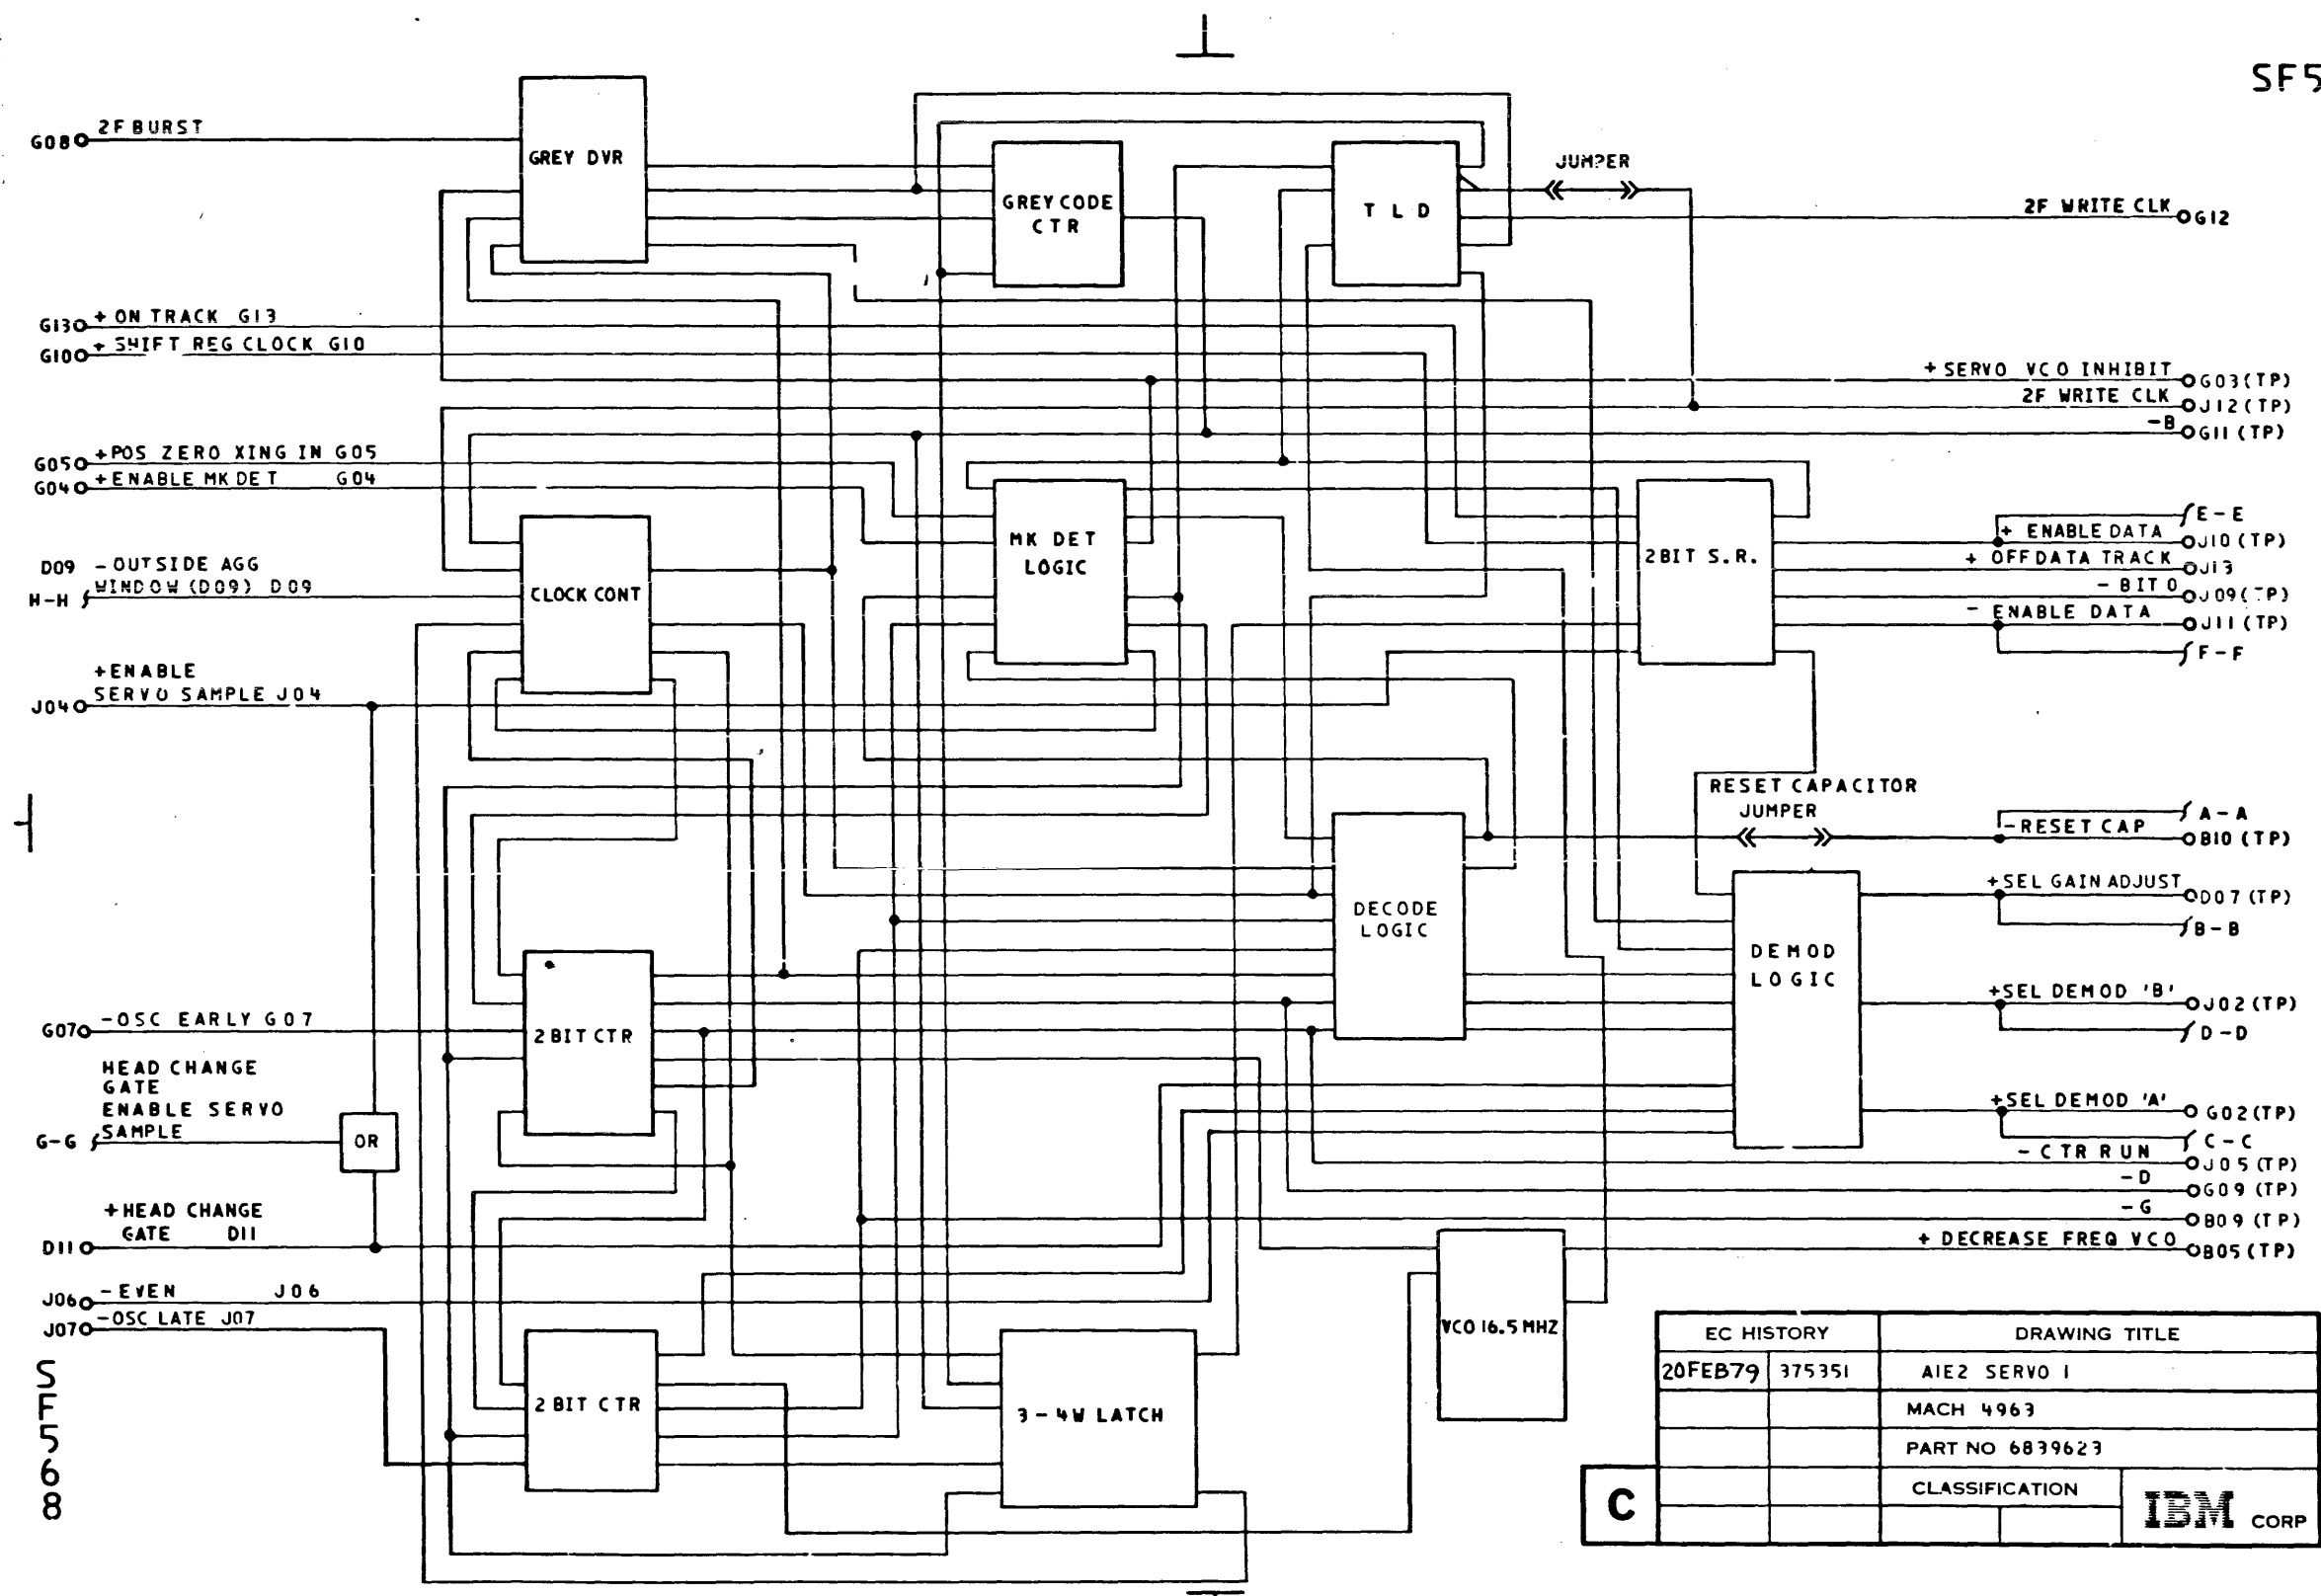 SF5
G08 2F BURST
GREY DVR
GREY CODE
CTR
T L D
JUMPER
2F WRITE CLK G12
G13 + ON TRACK G13
G10 + SHIFT REG CLOCK G10
+ SERVO VCO INHIBIT G03 (TP)
2F WRITE CLK J12 (TP)
-B G11 (TP)
G05 +POS ZERO XING IN G05
G04 +ENABLE MK DET G04
MK DET
LOGIC
2 BIT S.R.
E-E
+ ENABLE DATA J10 (TP)
+ OFF DATA TRACK J13
- BIT 0 J09 (TP)
- ENABLE DATA J11 (TP)
F-F
D09 -OUTSIDE AGG
H-H WINDOW (D09) D09
CLOCK CONT
+ENABLE
J04 SERVO SAMPLE J04
RESET CAPACITOR
JUMPER
A-A
-RESET CAP B10 (TP)
DECODE
LOGIC
DEMOD
LOGIC
+SEL GAIN ADJUST D07 (TP)
B-B
+SEL DEMOD 'B' J02 (TP)
D-D
G07 -OSC EARLY G07
2 BIT CTR
HEAD CHANGE
GATE
ENABLE SERVO
G-G SAMPLE
OR
+SEL DEMOD 'A' G02 (TP)
C-C
-CTR RUN J05 (TP)
-D G09 (TP)
-G B09 (TP)
+ DECREASE FREQ VCO B05 (TP)
+HEAD CHANGE
D11 GATE D11
J06 -EVEN J06
J07 -OSC LATE J07
2 BIT CTR
3-4W LATCH
VCO 16.5 MHZ
SF568
EC HISTORY DRAWING TITLE
20FEB79 375351 A1E2 SERVO 1
MACH 4963
PART NO 6839623
CLASSIFICATION
C
IBM CORP